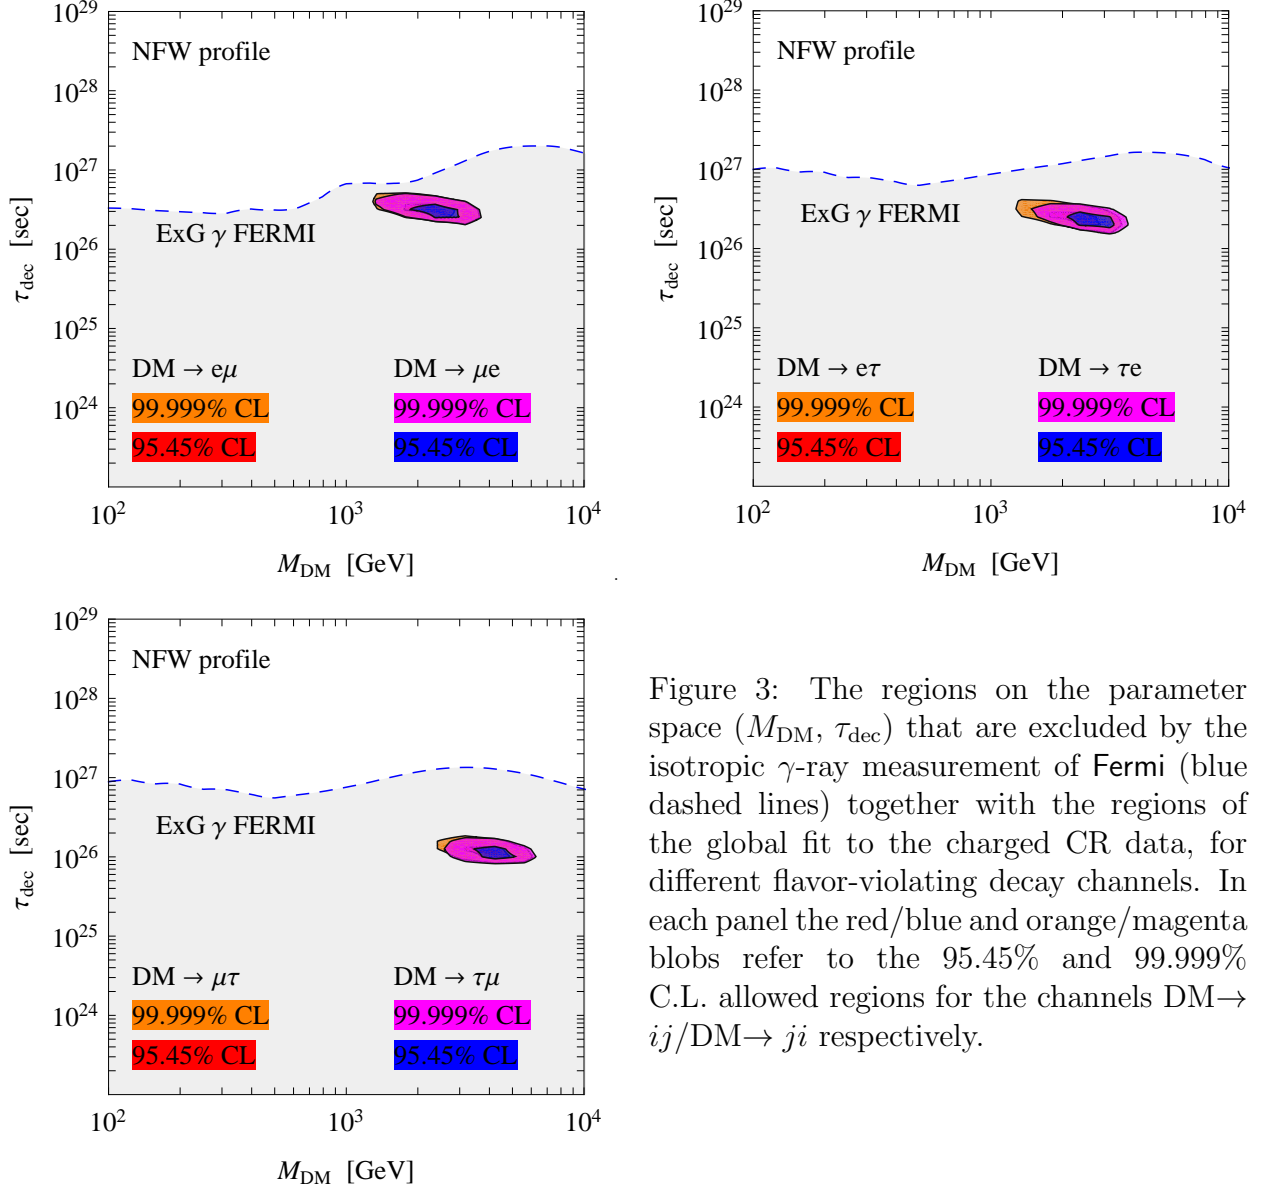 10^29
10^28
10^27
10^26
10^25
10^24
τ_dec [sec]
NFW profile
ExG γ FERMI
DM → eμ DM → μe
99.999% CL 99.999% CL
95.45% CL 95.45% CL
10^2 10^3 10^4
M_DM [GeV]
10^29
10^28
10^27
10^26
10^25
10^24
τ_dec [sec]
NFW profile
ExG γ FERMI
DM → eτ DM → τe
99.999% CL 99.999% CL
95.45% CL 95.45% CL
10^2 10^3 10^4
M_DM [GeV]
10^29
10^28
10^27
10^26
10^25
10^24
τ_dec [sec]
NFW profile
ExG γ FERMI
DM → μτ DM → τμ
99.999% CL 99.999% CL
95.45% CL 95.45% CL
10^2 10^3 10^4
M_DM [GeV]
Figure 3: The regions on the parameter
space (M_DM, τ_dec) that are excluded by the
isotropic γ-ray measurement of Fermi (blue
dashed lines) together with the regions of
the global fit to the charged CR data, for
different flavor-violating decay channels. In
each panel the red/blue and orange/magenta
blobs refer to the 95.45% and 99.999%
C.L. allowed regions for the channels DM→
ij/DM→ ji respectively.